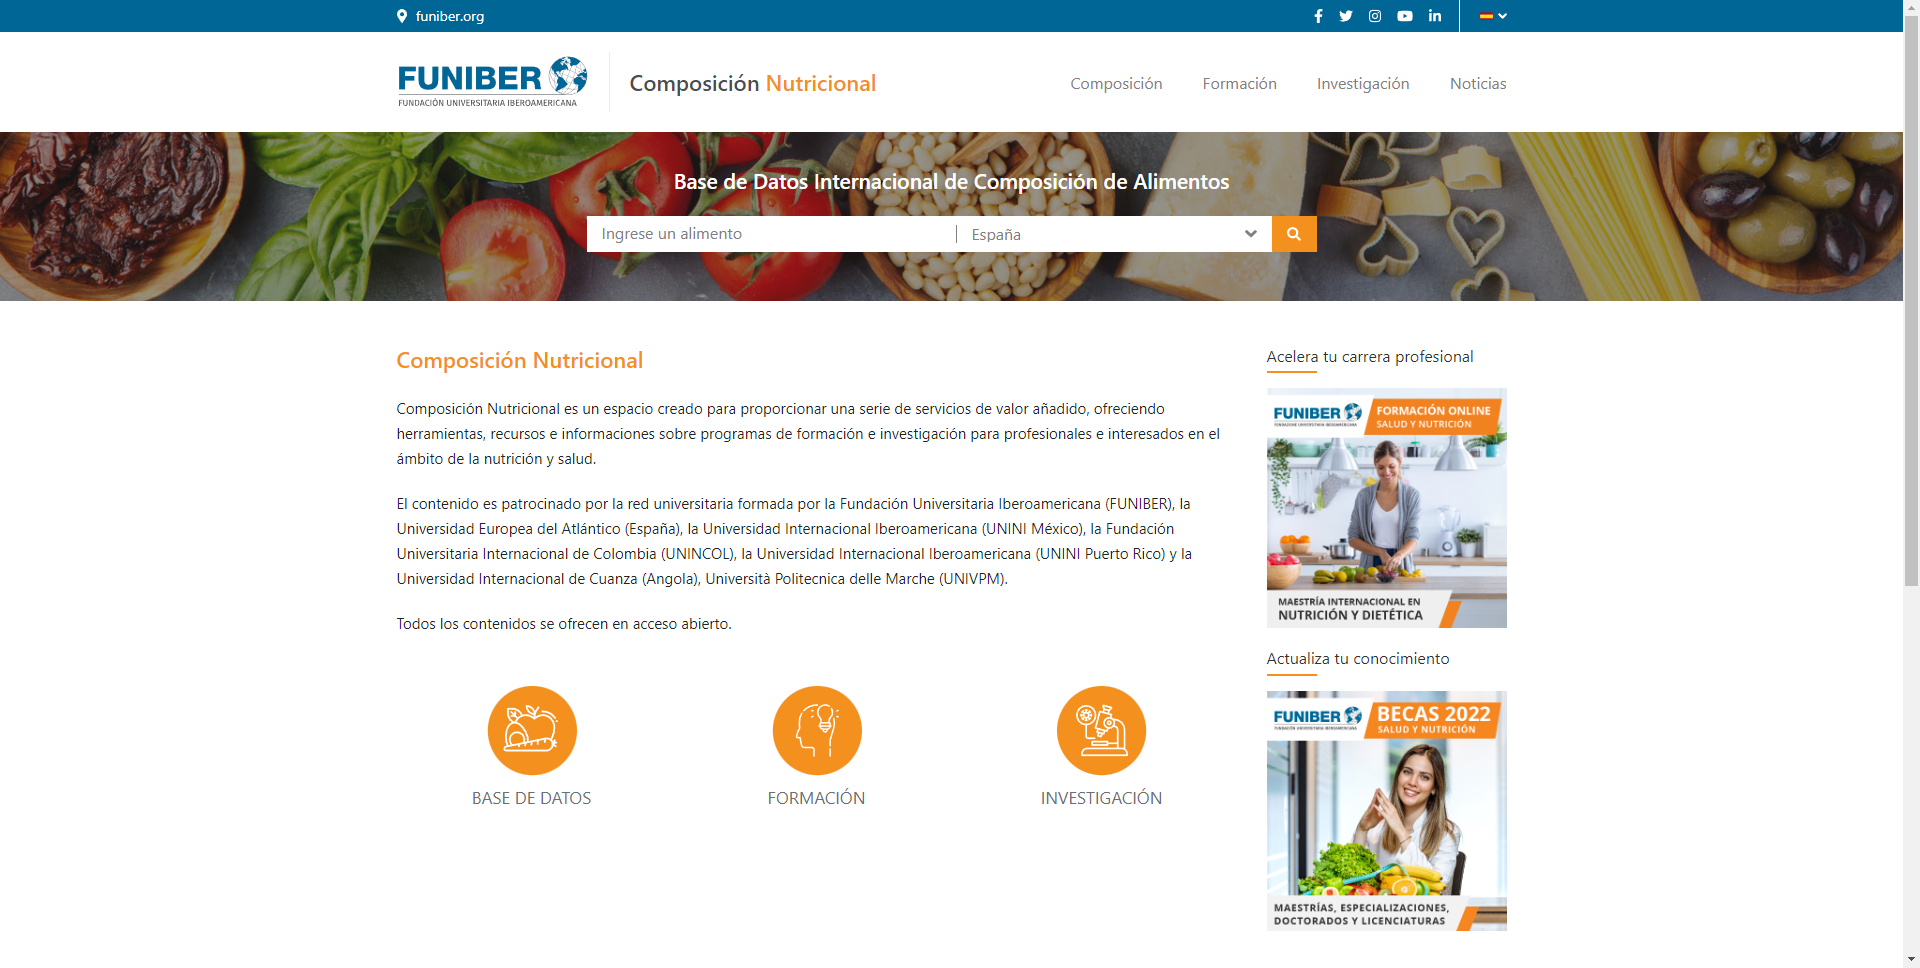 funiber.org
FUNIBER
FUNDACIÓN UNIVERSITARIA IBEROAMERICANA
Composición Nutricional
Composición
Formación
Investigación
Noticias
Base de Datos Internacional de Composición de Alimentos
Ingrese un alimento
España
Composición Nutricional
Composición Nutricional es un espacio creado para proporcionar una serie de servicios de valor añadido, ofreciendo
herramientas, recursos e informaciones sobre programas de formación e investigación para profesionales e interesados en el
ámbito de la nutrición y salud.
El contenido es patrocinado por la red universitaria formada por la Fundación Universitaria Iberoamericana (FUNIBER), la
Universidad Europea del Atlántico (España), la Universidad Internacional Iberoamericana (UNINI México), la Fundación
Universitaria Internacional de Colombia (UNINCOL), la Universidad Internacional Iberoamericana (UNINI Puerto Rico) y la
Universidad Internacional de Cuanza (Angola), Università Politecnica delle Marche (UNIVPM).
Todos los contenidos se ofrecen en acceso abierto.
BASE DE DATOS
FORMACIÓN
INVESTIGACIÓN
Acelera tu carrera profesional
FUNIBER
FORMACIÓN ONLINE
SALUD Y NUTRICIÓN
MAESTRÍA INTERNACIONAL EN
NUTRICIÓN Y DIETÉTICA
Actualiza tu conocimiento
FUNIBER
BECAS 2022
SALUD Y NUTRICIÓN
MAESTRÍAS, ESPECIALIZACIONES,
DOCTORADOS Y LICENCIATURAS